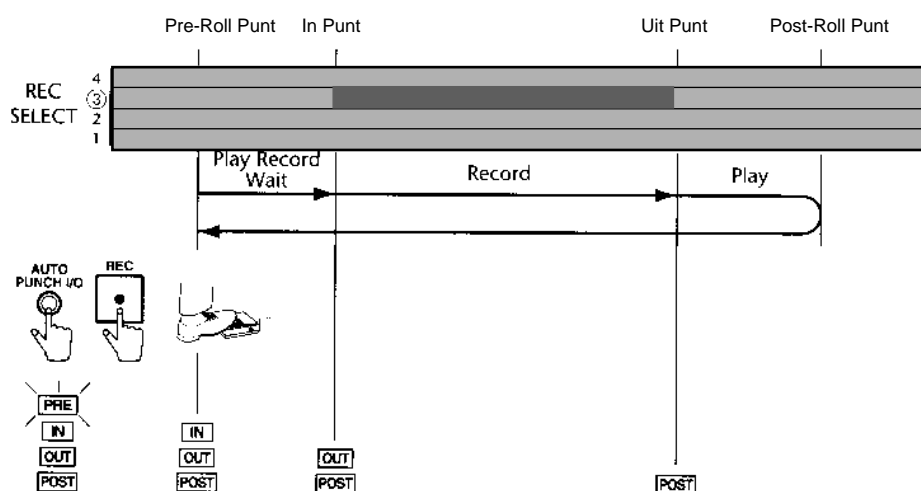 Pre-Roll Punt In Punt Uit Punt Post-Roll Punt
REC SELECT
4
3
2
1
Play Record Wait
Record
Play
AUTO PUNCH I/O
REC
PRE
IN
OUT
POST
IN
OUT
POST
OUT
POST
POST